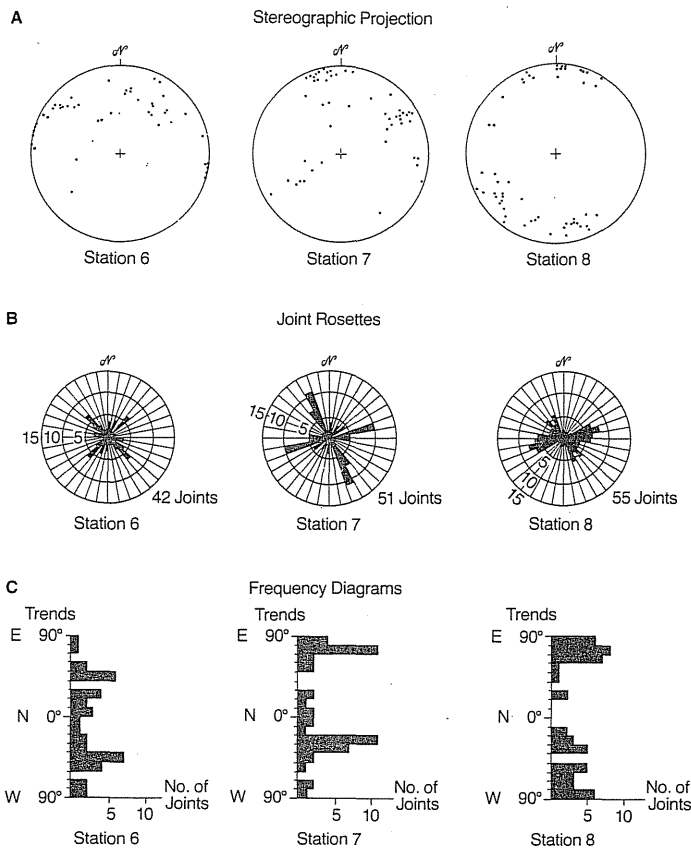 A Stereographic Projection
N N N
Station 6 Station 7 Station 8
B Joint Rosettes
N N N
15 10 5 15 10 5 5 10 15
42 Joints 51 Joints 55 Joints
Station 6 Station 7 Station 8
C Frequency Diagrams
Trends Trends Trends
E 90° E 90° E 90°
N 0° N 0° N 0°
W 90° W 90° W 90°
No. of Joints No. of Joints No. of Joints
5 10 5 10 5 10
Station 6 Station 7 Station 8